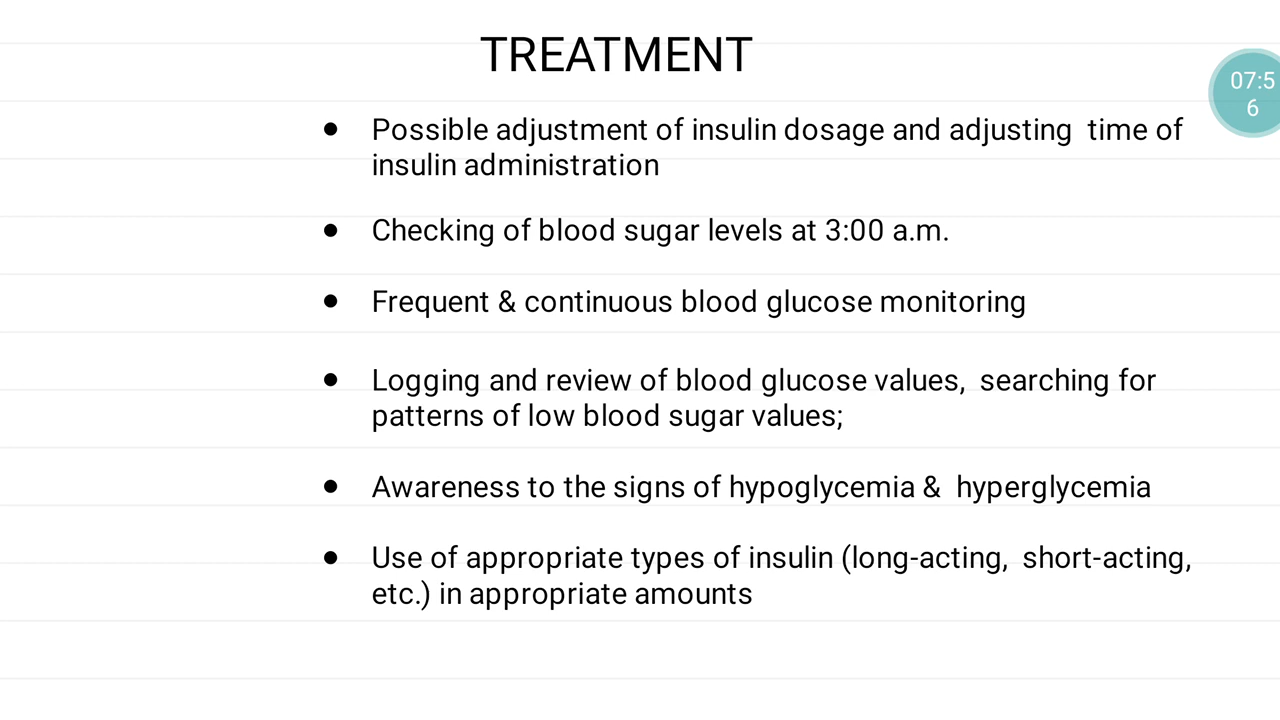 TREATMENT
07:5
6
● Possible adjustment of insulin dosage and adjusting  time of
insulin administration
● Checking of blood sugar levels at 3:00 a.m.
● Frequent & continuous blood glucose monitoring
● Logging and review of blood glucose values,  searching for
patterns of low blood sugar values;
● Awareness to the signs of hypoglycemia &  hyperglycemia
● Use of appropriate types of insulin (long-acting,  short-acting,
etc.) in appropriate amounts